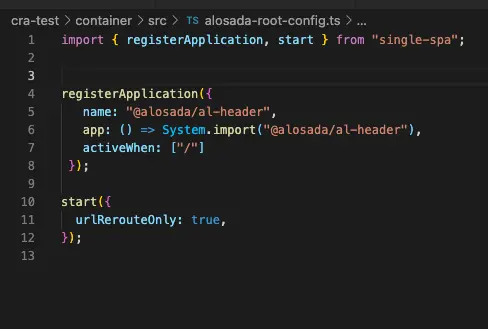 cra-test > container > src > TS alosada-root-config.ts > ...
1 import { registerApplication, start } from "single-spa";
2
3
4 registerApplication({
5 name: "@alosada/al-header",
6 app: () => System.import("@alosada/al-header"),
7 activeWhen: ["/"]
8 });
9
10 start({
11 urlRerouteOnly: true,
12 });
13